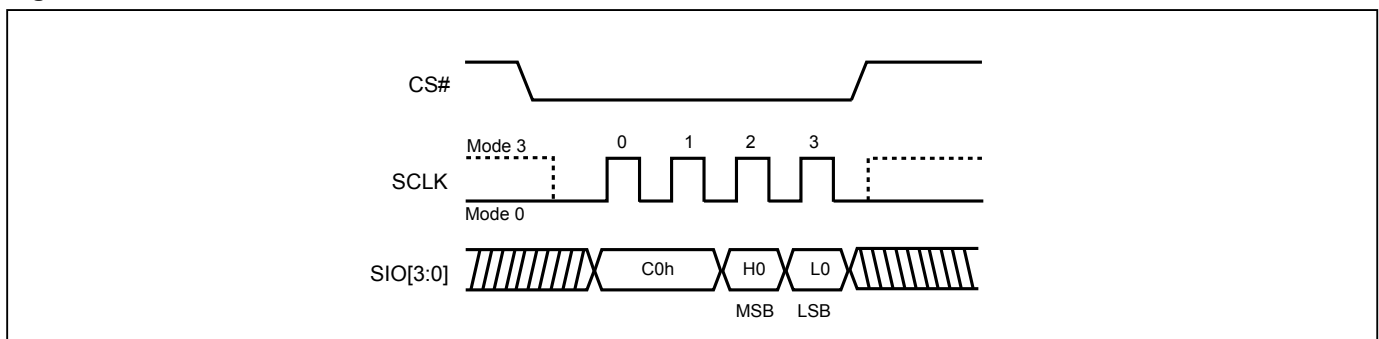 CS#
Mode 3
0 1 2 3
SCLK
Mode 0
SIO[3:0]
C0h H0 L0
MSB LSB